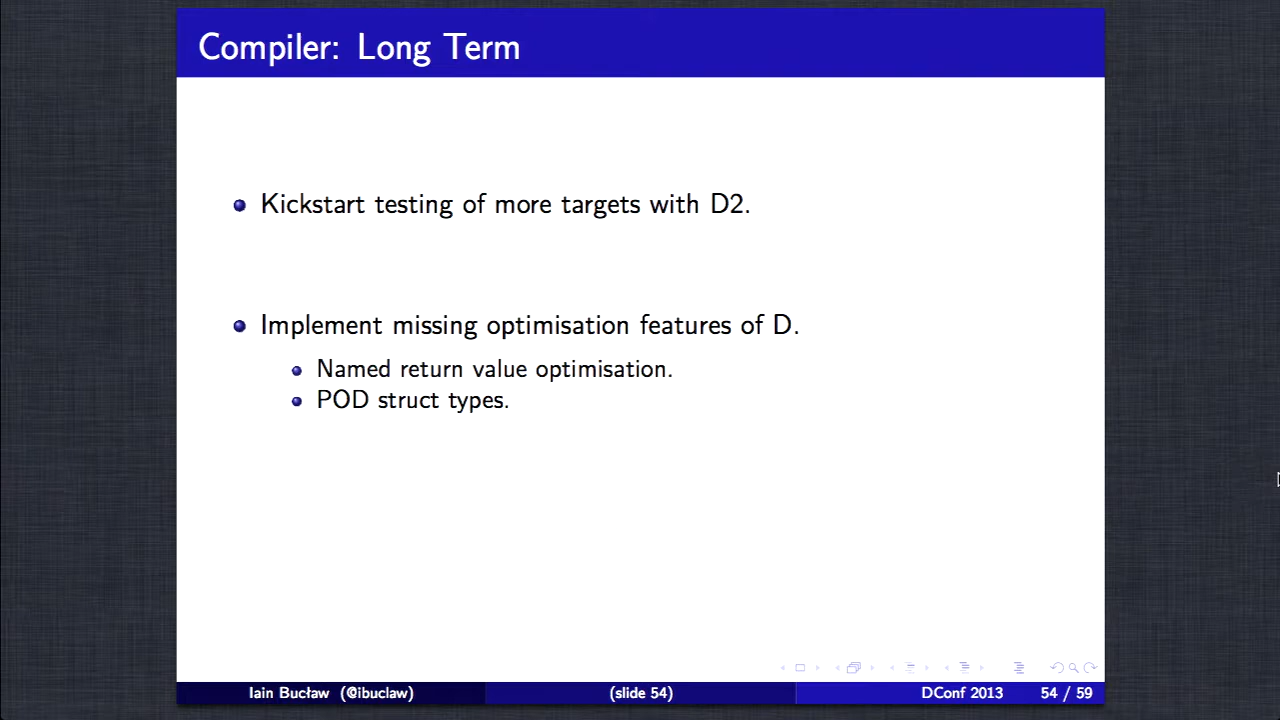 Compiler: Long Term
Kickstart testing of more targets with D2.
Implement missing optimisation features of D.
Named return value optimisation.
POD struct types.
Iain Bucław (@ibuclaw) (slide 54) DConf 2013 54 / 59